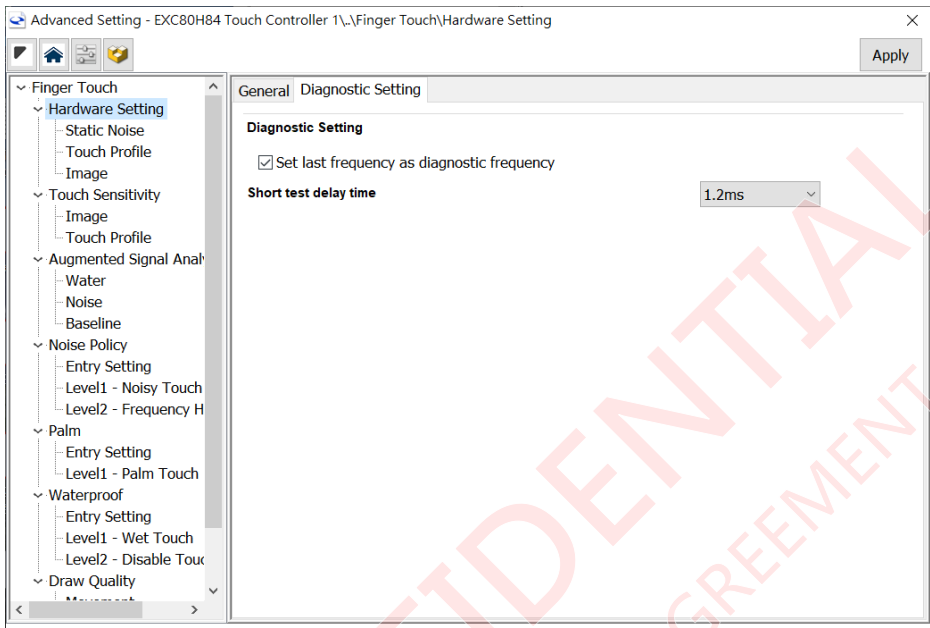 Advanced Setting - EXC80H84 Touch Controller 1\..\Finger Touch\Hardware Setting
Apply
Finger Touch
Hardware Setting
Static Noise
Touch Profile
Image
Touch Sensitivity
Image
Touch Profile
Augmented Signal Analy
Water
Noise
Baseline
Noise Policy
Entry Setting
Level1 - Noisy Touch
Level2 - Frequency H
Palm
Entry Setting
Level1 - Palm Touch
Waterproof
Entry Setting
Level1 - Wet Touch
Level2 - Disable Touc
Draw Quality
General
Diagnostic Setting
Diagnostic Setting
Set last frequency as diagnostic frequency
Short test delay time
1.2ms
FIDENTIAL
GREEMENT